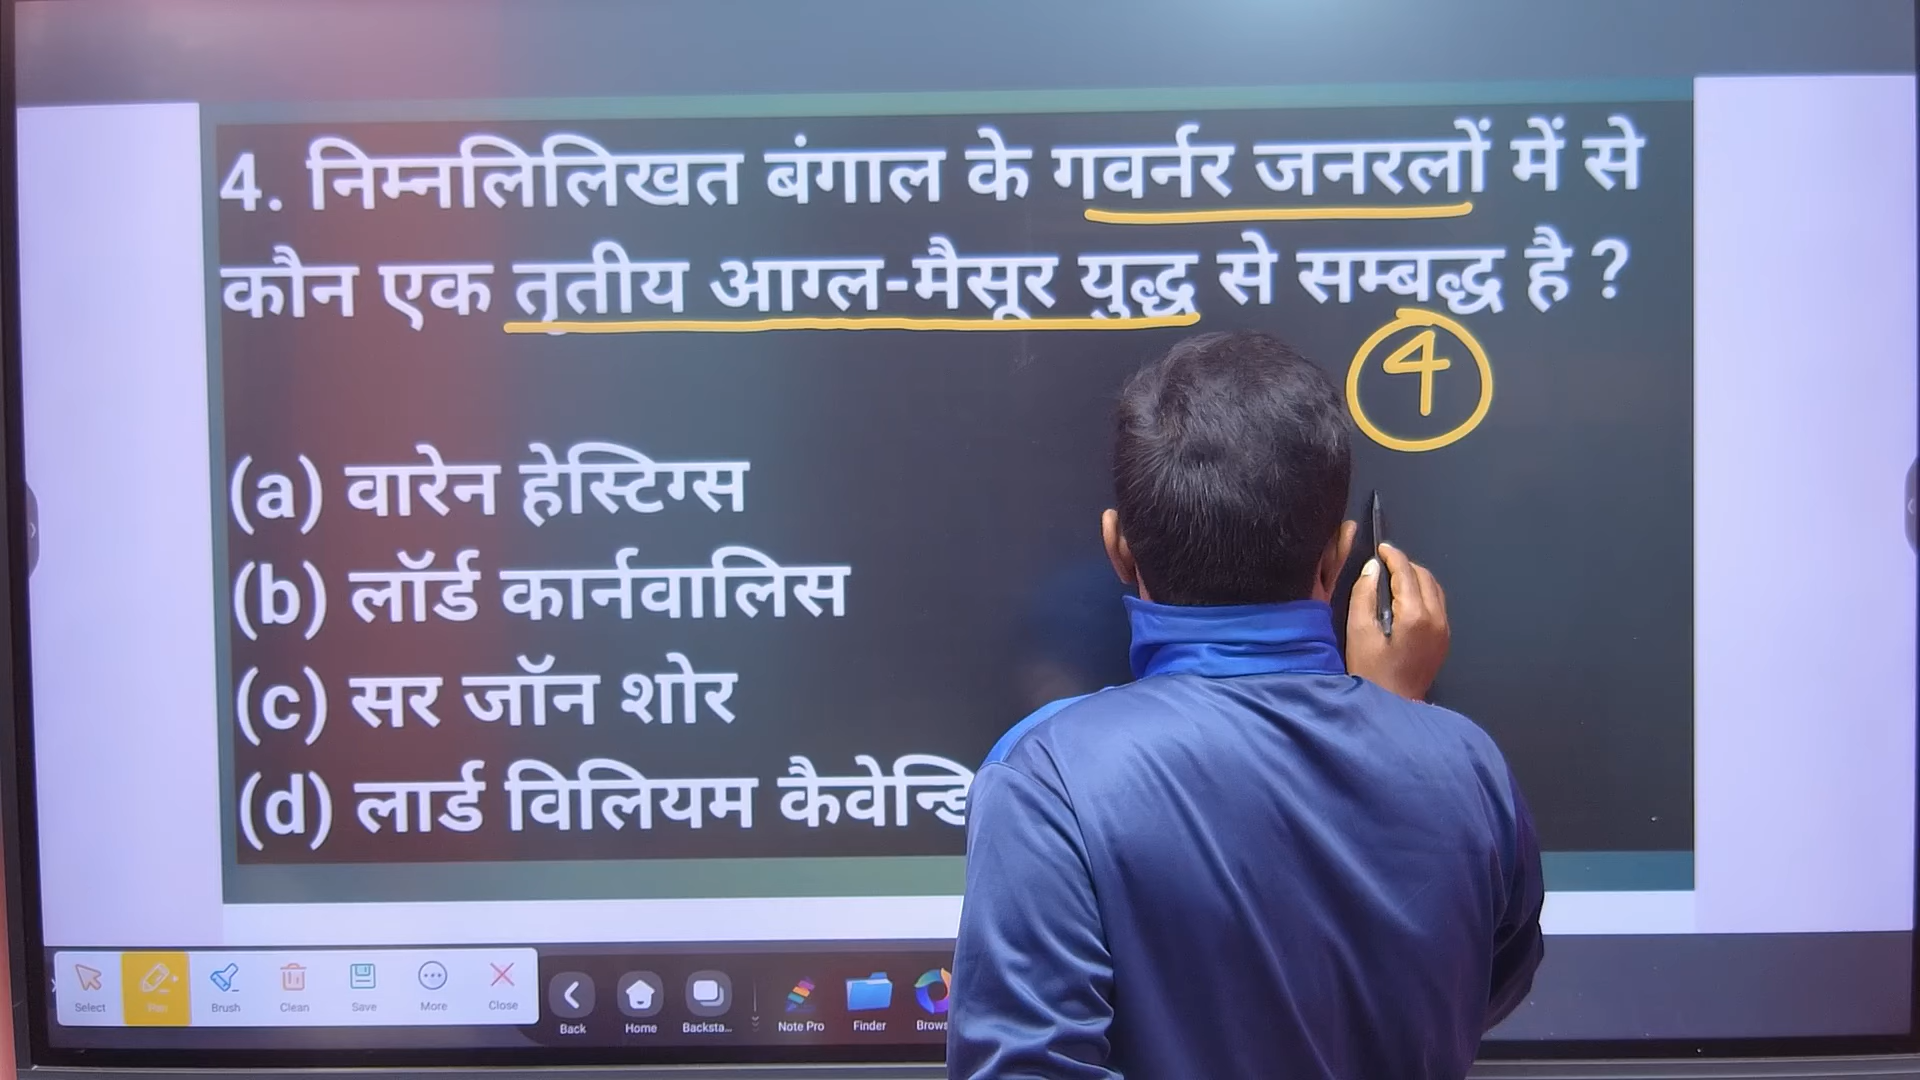 4. निम्नलिलिखत बंगाल के गवर्नर जनरलों में से
कौन एक तृतीय आग्ल-मैसूर युद्ध से सम्बद्ध है ?
4
(a) वारेन हेस्टिग्स
(b) लॉर्ड कार्नवालिस
(c) सर जॉन शोर
(d) लार्ड विलियम
Select
Pen
Brush
Clean
Save
More
Close
Back
Home
Backsta...
Note Pro
Finder